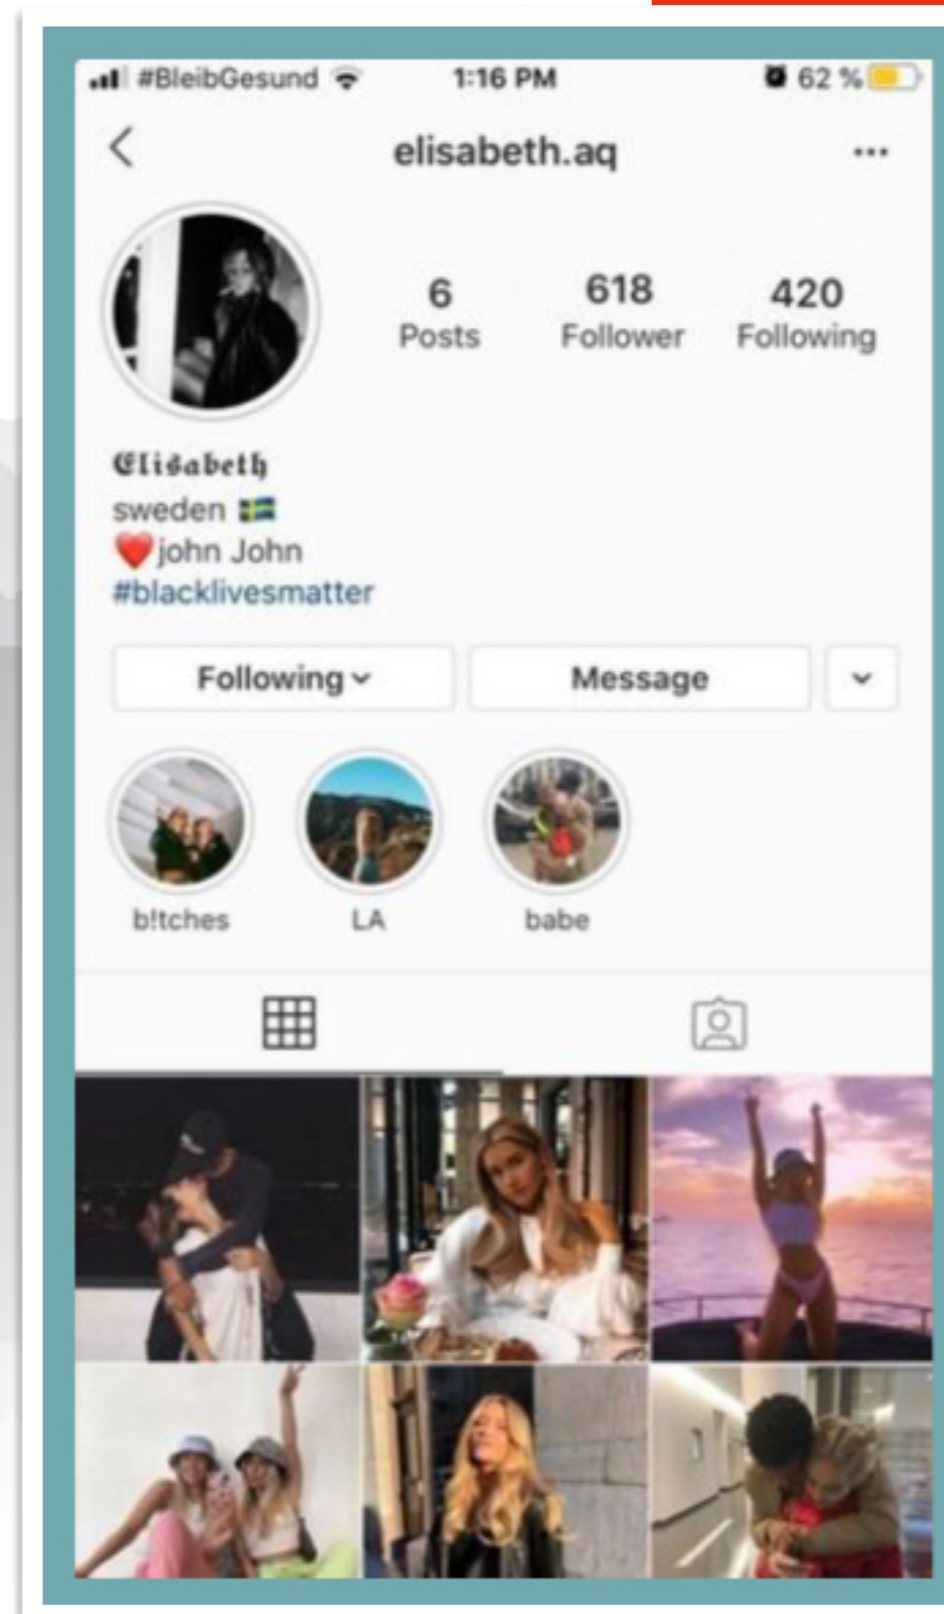 #BleibGesund 1:16 PM 62 %
elisabeth.aq ...
6 618 420
Posts Follower Following
𝕰𝖑𝖎𝖘𝖆𝖇𝖊𝖙𝖍
sweden 🇸🇪
❤️john John
#blacklivesmatter
Following Message
b!tches LA babe